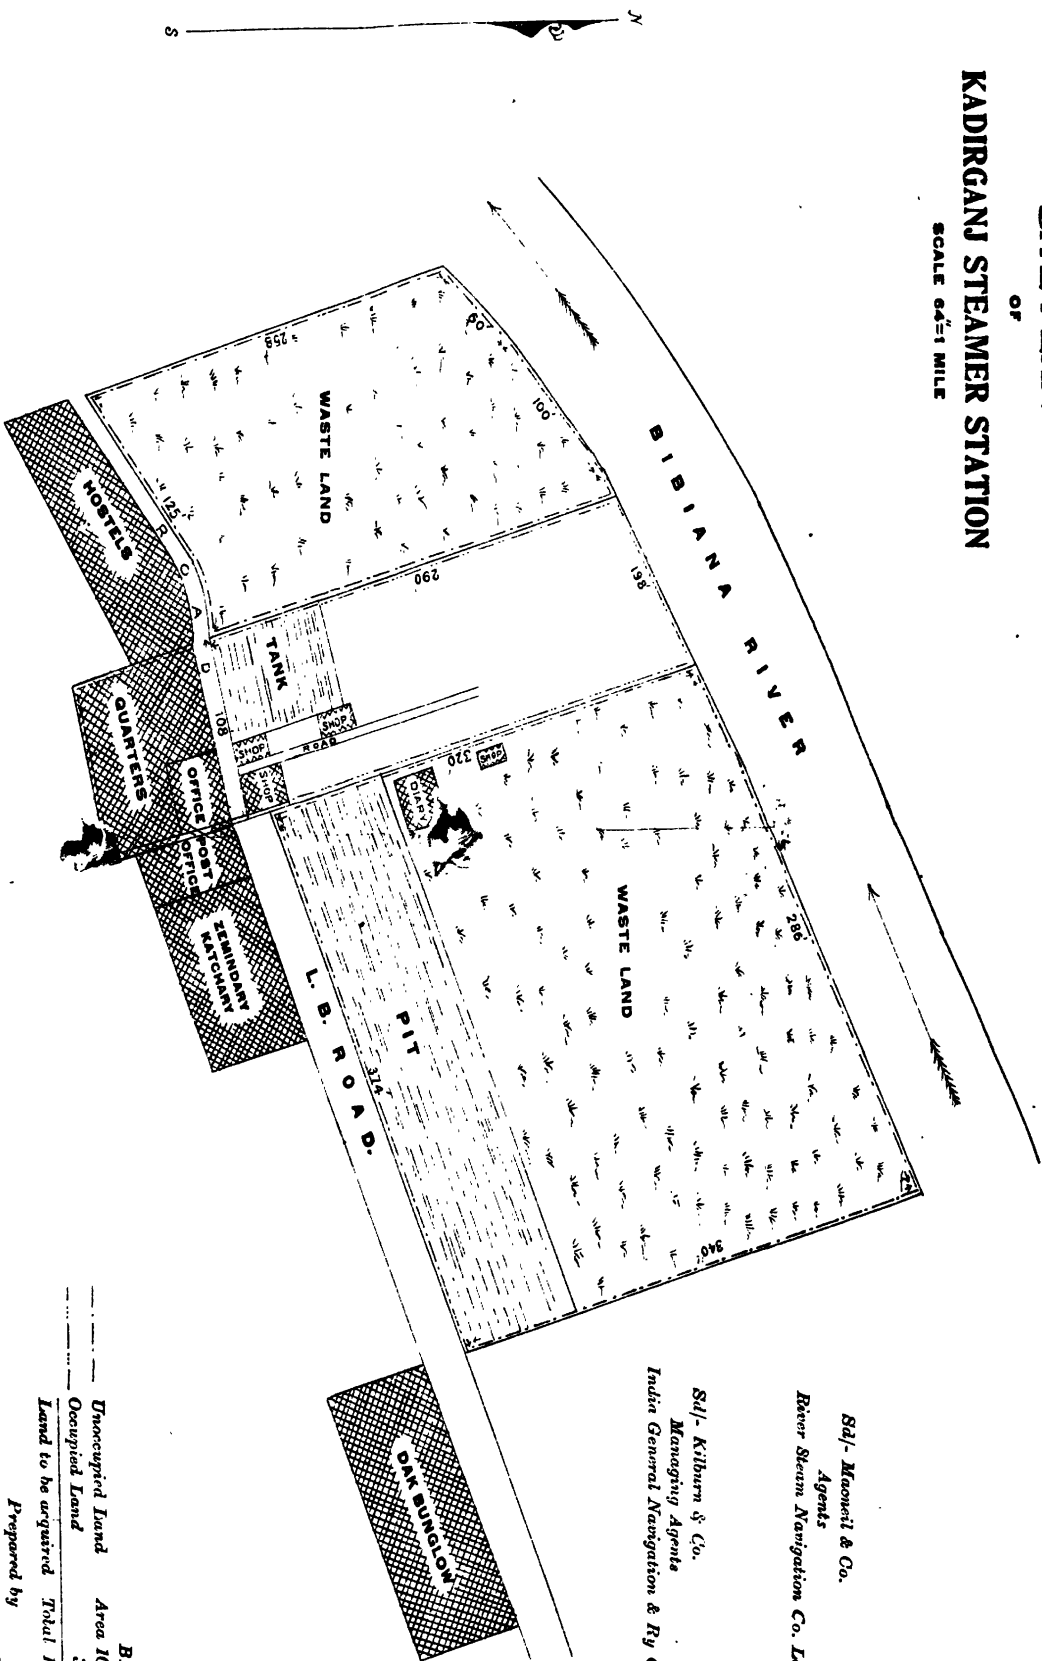 OF
KADIRGANJ STEAMER STATION
SCALE 64"=1 MILE
N
S
BIBIANA RIVER
WASTE LAND
258
60
100
125
290
198
TANK
ROAD
108
SHOP
SHOP
SHOP
ROAD
SHOP
320
DIARY
WASTE LAND
286
340
PIT
374
L. B. ROAD.
HOSTELS
QUARTERS
OFFICE
POST
OFFICE
ZEMINDARY
KATCHARY
DAK BUNGLOW
Sd/- Macneil & Co.
Agents
River Steam Navigation Co.
Sd/- Kilburn & Co.
Managing Agents
India General Navigation & Ry
B.
Unoccupied Land Area
Occupied Land
Land to be acquired Total
Prepared by